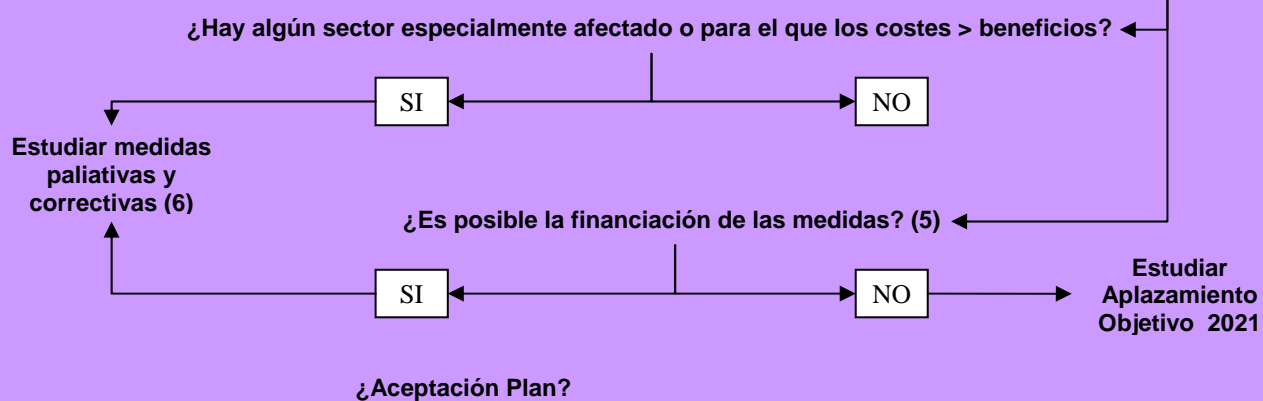 ¿Hay algún sector especialmente afectado o para el que los costes > beneficios?
SI
NO
Estudiar medidas
paliativas y
correctivas (6)
¿Es posible la financiación de las medidas? (5)
SI
NO
Estudiar
Aplazamiento
Objetivo 2021
¿Aceptación Plan?